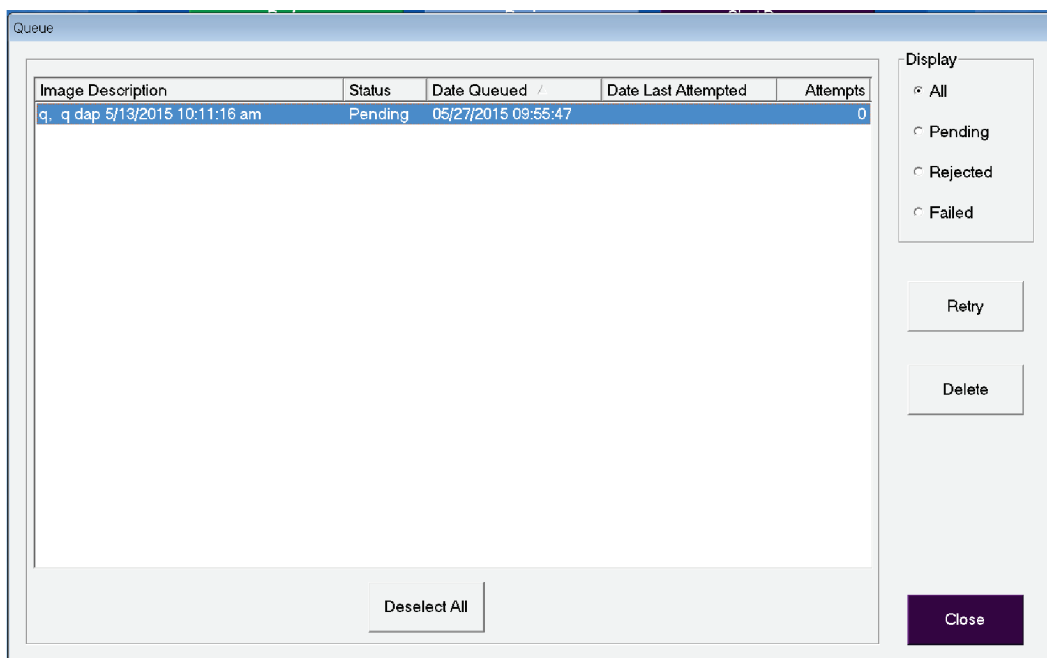 Queue
Display
Image Description Status Date Queued Date Last Attempted Attempts
All
q, q dap 5/13/2015 10:11:16 am Pending 05/27/2015 09:55:47 0
Pending
Rejected
Failed
Retry
Delete
Deselect All
Close